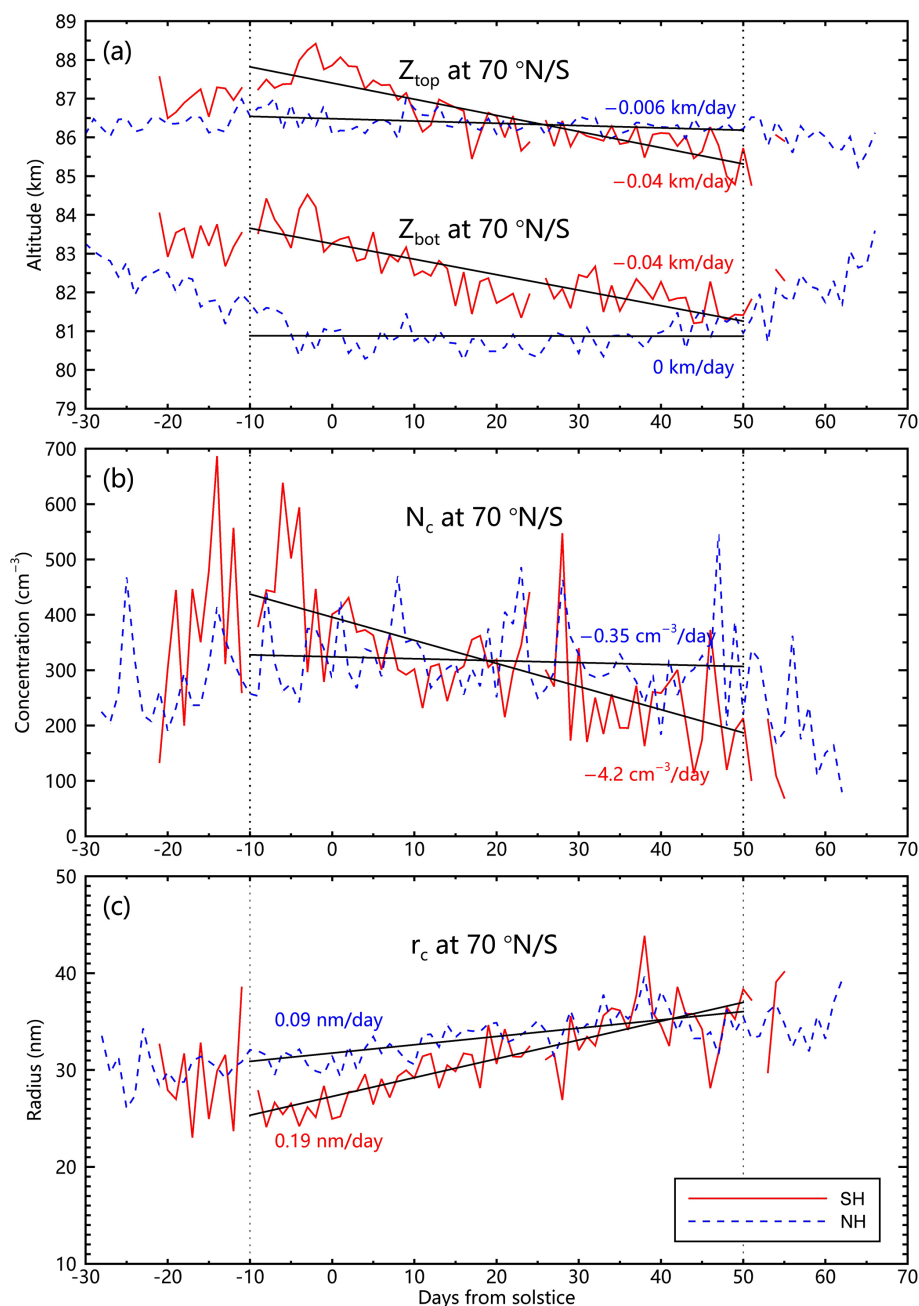 89
88
87
86
85
84
83
82
81
80
79
Altitude (km)
(a)
Z_top at 70 °N/S
−0.006 km/day
−0.04 km/day
Z_bot at 70 °N/S
−0.04 km/day
0 km/day
-30 -20 -10 0 10 20 30 40 50 60 70
700
600
500
400
300
200
100
0
Concentration (cm⁻³)
(b)
N_c at 70 °N/S
−0.35 cm⁻³/day
−4.2 cm⁻³/day
-30 -20 -10 0 10 20 30 40 50 60 70
50
40
30
20
10
Radius (nm)
(c)
r_c at 70 °N/S
0.09 nm/day
0.19 nm/day
SH
NH
-30 -20 -10 0 10 20 30 40 50 60 70
Days from solstice